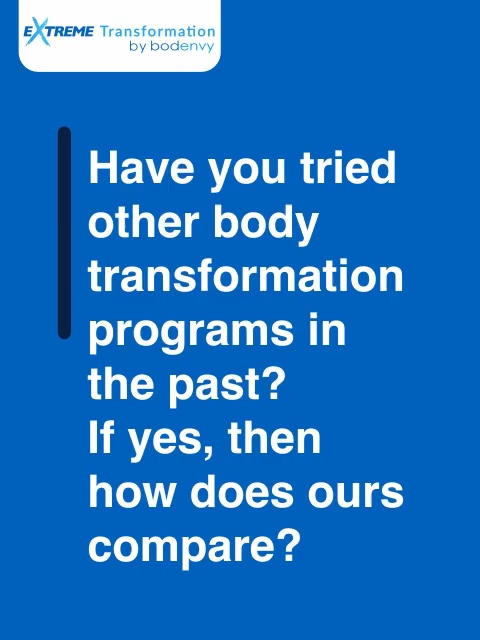 EXTREME Transformation
by bodenvy
Have you tried
other body
transformation
programs in
the past?
If yes, then
how does ours
compare?